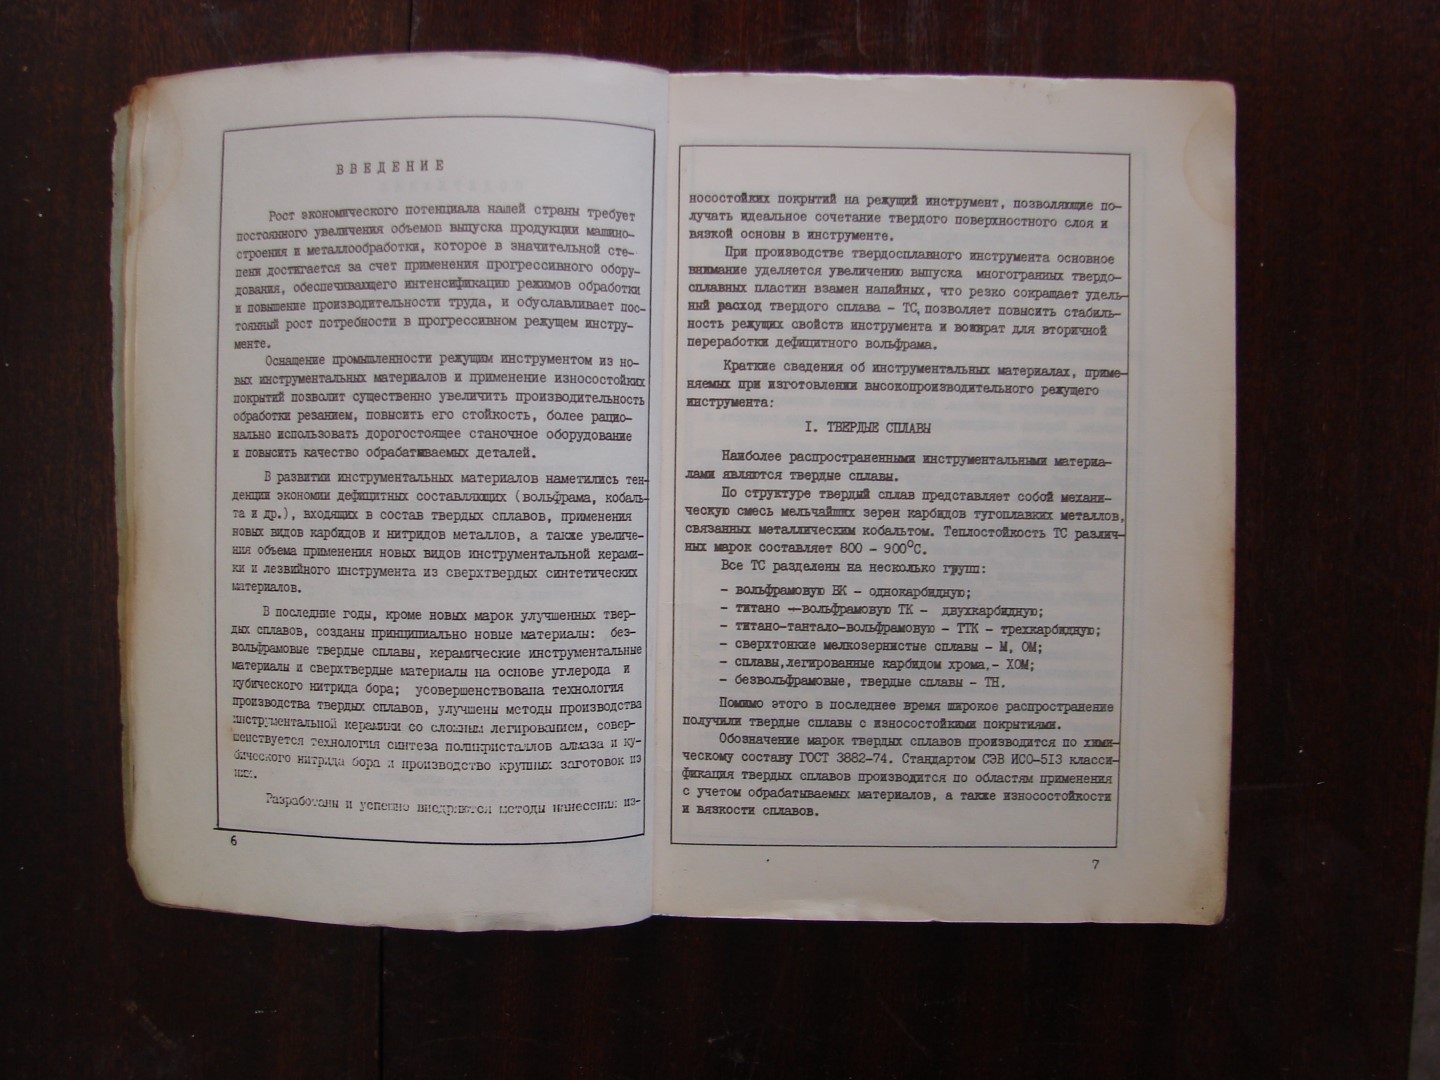 ВВЕДЕНИЕ
Рост экономического потенциала нашей страны требует
постоянного увеличения объемов выпуска продукции машино-
строения и металлообработки, которое в значительной сте-
пени достигается за счет применения прогрессивного обору-
дования, обеспечивающего интенсификацию режимов обработки
и повышение производительности труда, и обуславливает пос-
тоянный рост потребности в прогрессивном режущем инстру-
менте.
Оснащение промышленности режущим инструментом из но-
вых инструментальных материалов и применение износостойких
покрытий позволит существенно увеличить производительность
обработки резанием, повысить его стойкость, более рацио-
нально использовать дорогостоящее станочное оборудование
и повысить качество обрабатываемых деталей.
В развитии инструментальных материалов наметились тен-
денции экономии дефицитных составляющих (вольфрама, кобаль-
та и др.), входящих в состав твердых сплавов, применения
новых видов карбидов и нитридов металлов, а также увеличе-
ния объема применения новых видов инструментальной керами-
ки и лезвийного инструмента из сверхтвердых синтетических
материалов.
В последние годы, кроме новых марок улучшенных твер-
дых сплавов, созданы принципиально новые материалы: без-
вольфрамовые твердые сплавы, керамические инструментальные
материалы и сверхтвердые материалы на основе углерода и
кубического нитрида бора; усовершенствована технология
производства твердых сплавов, улучшены методы производства
инструментальной керамики со сложным легированием, совер-
шенствуется технология синтеза поликристаллов алмаза и ку-
бического нитрида бора и производство крупных заготовок из
них.
Разработаны и успешно внедряются методы нанесения из-
6
носостойких покрытий на режущий инструмент, позволяющие по-
лучать идеальное сочетание твердого поверхностного слоя и
вязкой основы в инструменте.
При производстве твердосплавного инструмента основное
внимание уделяется увеличению выпуска многогранных твердо-
сплавных пластин взамен напайных, что резко сокращает удель-
ный расход твердого сплава - ТС, позволяет повысить стабиль-
ность режущих свойств инструмента и возврат для вторичной
переработки дефицитного вольфрама.
Краткие сведения об инструментальных материалах, приме-
няемых при изготовлении высокопроизводительного режущего
инструмента:
I. ТВЕРДЫЕ СПЛАВЫ
Наиболее распространенными инструментальными материа-
лами являются твердые сплавы.
По структуре твердый сплав представляет собой механи-
ческую смесь мельчайших зерен карбидов тугоплавких металлов,
связанных металлическим кобальтом. Теплостойкость ТС различ-
ных марок составляет 800 - 900°С.
Все ТС разделены на несколько групп:
- вольфрамовую ВК - однокарбидную;
- титано -вольфрамовую ТК - двухкарбидную;
- титано-тантало-вольфрамовую - ТТК - трехкарбидную;
- сверхтонкие мелкозернистые сплавы - М, ОМ;
- сплавы,легированные карбидом хрома,- ХОМ;
- безвольфрамовые, твердые сплавы - ТН.
Помимо этого в последнее время широкое распространение
получили твердые сплавы с износостойкими покрытиями.
Обозначение марок твердых сплавов производится по хими-
ческому составу ГОСТ 3882-74. Стандартом СЭВ ИСО-513 класси-
фикация твердых сплавов производится по областям применения
с учетом обрабатываемых материалов, а также износостойкости
и вязкости сплавов.
7